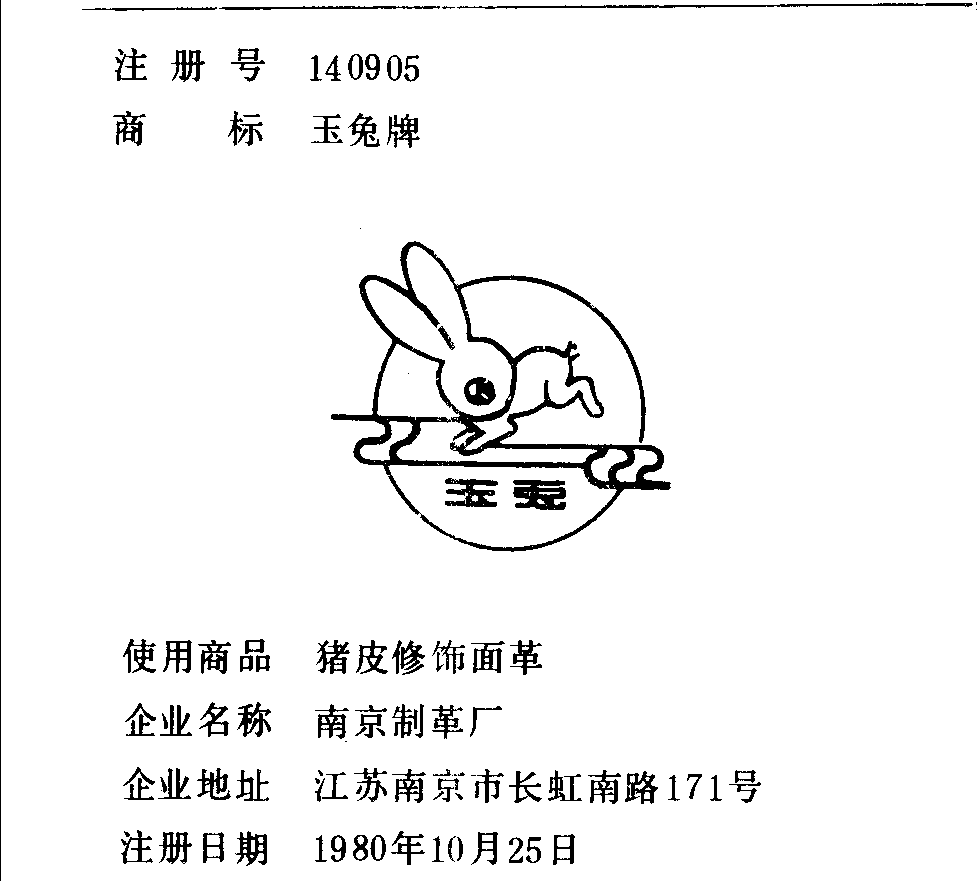 注册号 140905
商标 玉兔牌
玉兔
使用商品 猪皮修饰面革
企业名称 南京制革厂
企业地址 江苏南京市长虹南路171号
注册日期 1980年10月25日